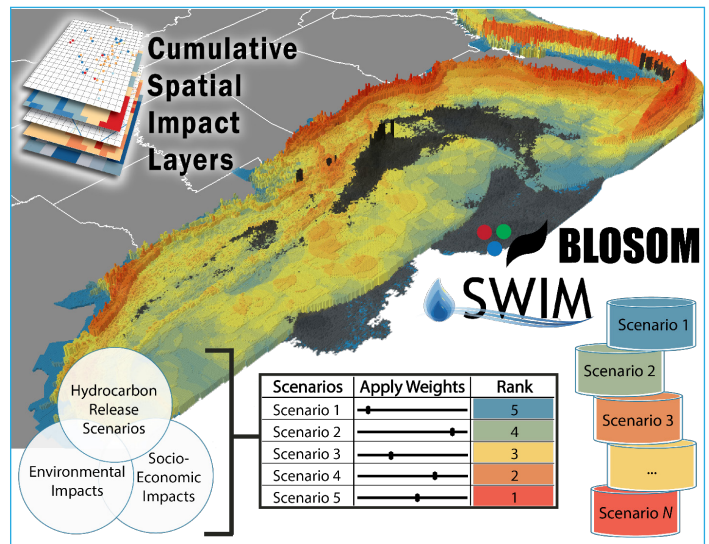 Cumulative
Spatial
Impact
Layers
BLOSOM
SWIM
Scenario 1
Scenario 2
Scenario 3
...
Scenario N
Hydrocarbon
Release
Scenarios
Environmental
Impacts
Socio-
Economic
Impacts
Scenarios Apply Weights Rank
Scenario 1 5
Scenario 2 4
Scenario 3 3
Scenario 4 2
Scenario 5 1